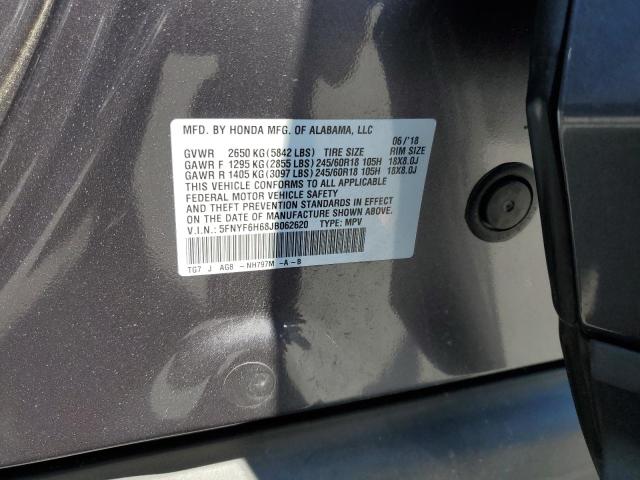 MFD. BY HONDA MFG. OF ALABAMA, LLC 06/'18
GVWR 2650 KG (5842 LBS) TIRE SIZE RIM SIZE
GAWR F 1295 KG (2855 LBS) 245/60R18 105H 18X8.0J
GAWR R 1405 KG (3097 LBS) 245/60R18 105H 18X8.0J
THIS VEHICLE CONFORMS TO ALL APPLICABLE
FEDERAL MOTOR VEHICLE SAFETY
AND THEFT PREVENTION STANDARDS IN EFFECT
ON THE DATE OF MANUFACTURE SHOWN ABOVE.
V.I.N.: 5FNYF6H68JB062620 TYPE: MPV
TG7 J AG8 -NH797M -A-B